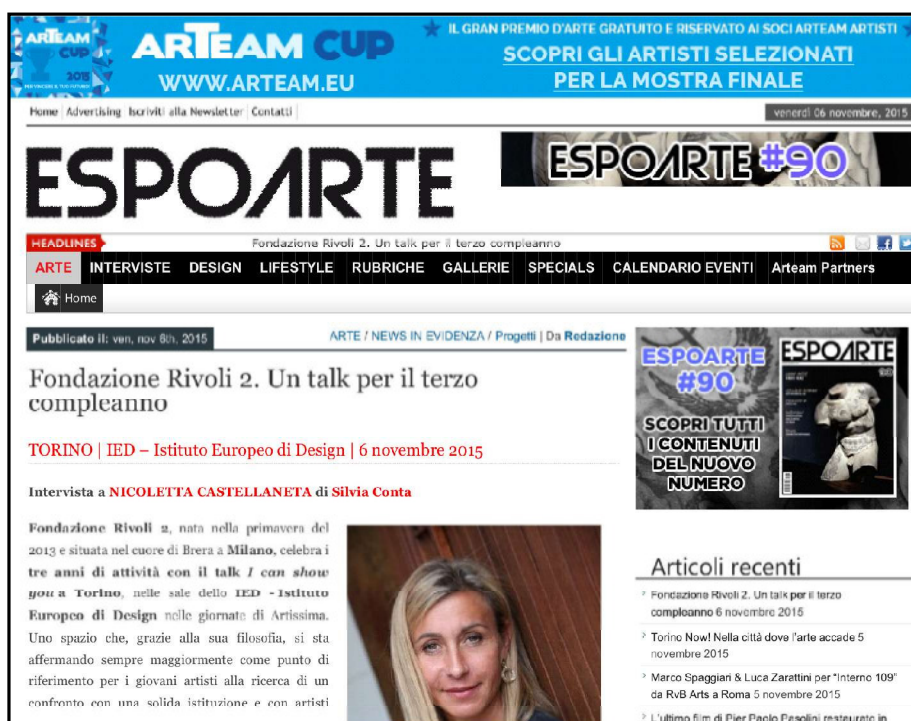 ARTEAM
CUP
2015
ARTEAM CUP
WWW.ARTEAM.EU
IL GRAN PREMIO D'ARTE GRATUITO E RISERVATO AI SOCI ARTEAM ARTISTI
SCOPRI GLI ARTISTI SELEZIONATI
PER LA MOSTRA FINALE
Home Advertising Iscriviti alla Newsletter Contatti
venerdì 06 novembre, 2015
ESPOARTE
ESPOARTE #90
HEADLINES
Fondazione Rivoli 2. Un talk per il terzo compleanno
ARTE INTERVISTE DESIGN LIFESTYLE RUBRICHE GALLERIE SPECIALS CALENDARIO EVENTI Arteam Partners
Home
Pubblicato il: ven, nov 6th, 2015
ARTE / NEWS IN EVIDENZA / Progetti | Da Redazione
Fondazione Rivoli 2. Un talk per il terzo
compleanno
TORINO | IED – Istituto Europeo di Design | 6 novembre 2015
Intervista a NICOLETTA CASTELLANETA di Silvia Conta
Fondazione Rivoli 2, nata nella primavera del
2013 e situata nel cuore di Brera a Milano, celebra i
tre anni di attività con il talk I can show
you a Torino, nelle sale dello IED - Istituto
Europeo di Design nelle giornate di Artissima.
Uno spazio che, grazie alla sua filosofia, si sta
affermando sempre maggiormente come punto di
riferimento per i giovani artisti alla ricerca di un
confronto con una solida istituzione e con artisti
ESPOARTE
#90
SCOPRI TUTTI
I CONTENUTI
DEL NUOVO
NUMERO
ESPOARTE
Articoli recenti
Fondazione Rivoli 2. Un talk per il terzo
compleanno 6 novembre 2015
Torino Now! Nella città dove l'arte accade 5
novembre 2015
Marco Spaggiari & Luca Zarattini per "Interno 109"
da RvB Arts a Roma 5 novembre 2015
L'ultimo film di Pier Paolo Pasolini restaurato in